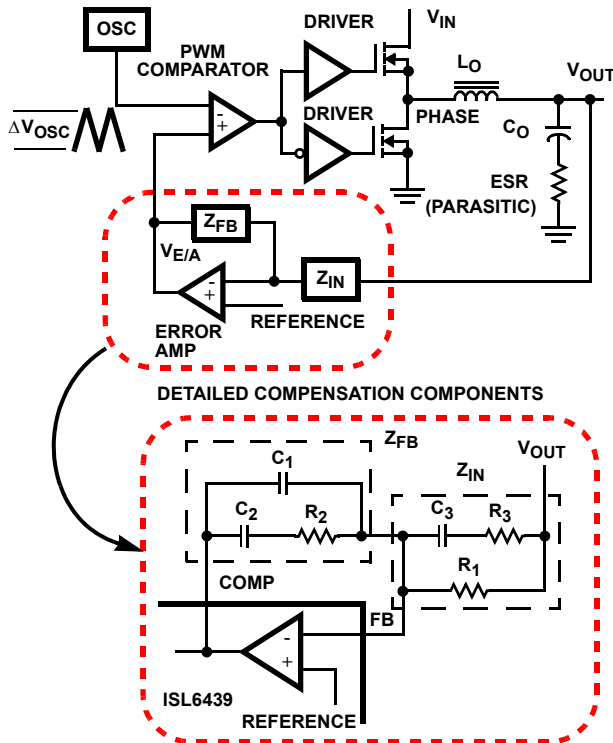 OSC
DRIVER
V_IN
PWM
COMPARATOR
L_O
V_OUT
ΔV_OSC
-
+
DRIVER
PHASE
C_O
ESR
(PARASITIC)
Z_FB
V_E/A
Z_IN
-
+
REFERENCE
ERROR
AMP
DETAILED COMPENSATION COMPONENTS
Z_FB
V_OUT
C_1
Z_IN
C_2
R_2
C_3
R_3
R_1
COMP
FB
-
+
ISL6439
REFERENCE